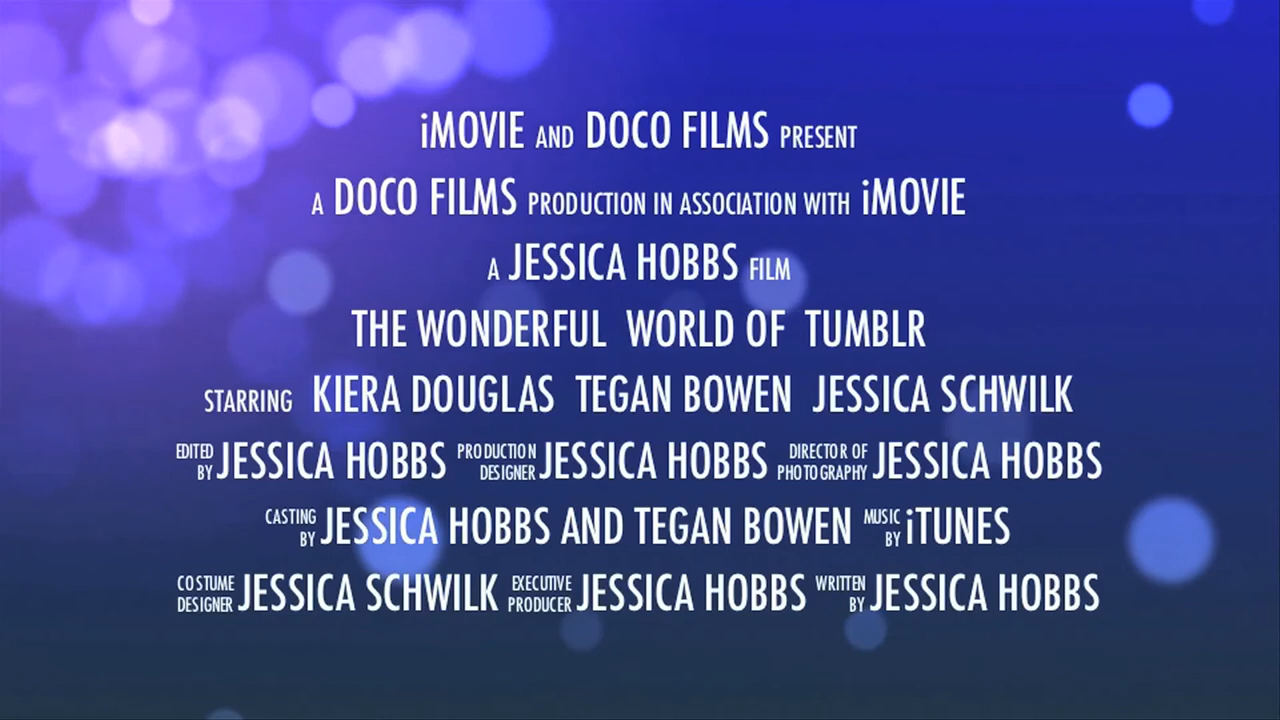 iMOVIE AND DOCO FILMS PRESENT
A DOCO FILMS PRODUCTION IN ASSOCIATION WITH iMOVIE
A JESSICA HOBBS FILM
THE WONDERFUL WORLD OF TUMBLR
STARRING KIERA DOUGLAS TEGAN BOWEN JESSICA SCHWILK
EDITED BY JESSICA HOBBS PRODUCTION DESIGNER JESSICA HOBBS DIRECTOR OF PHOTOGRAPHY JESSICA HOBBS
CASTING BY JESSICA HOBBS AND TEGAN BOWEN MUSIC BY iTUNES
COSTUME DESIGNER JESSICA SCHWILK EXECUTIVE PRODUCER JESSICA HOBBS WRITTEN BY JESSICA HOBBS